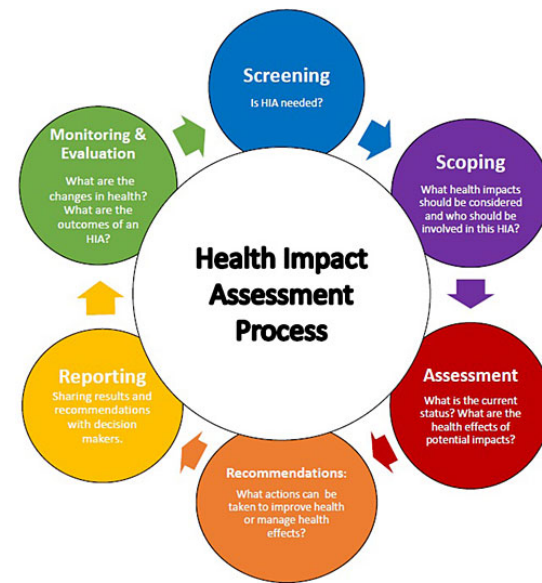 Screening
Is HIA needed?
Scoping
What health impacts
should be considered
and who should be
involved in this HIA?
Assessment
What is the current
status? What are the
health effects of
potential impacts?
Recommendations:
What actions can be
taken to improve health
or manage health
effects?
Reporting
Sharing results and
recommendations
with decision
makers.
Monitoring &
Evaluation
What are the
changes in health?
What are the
outcomes of an
HIA?
Health Impact
Assessment
Process